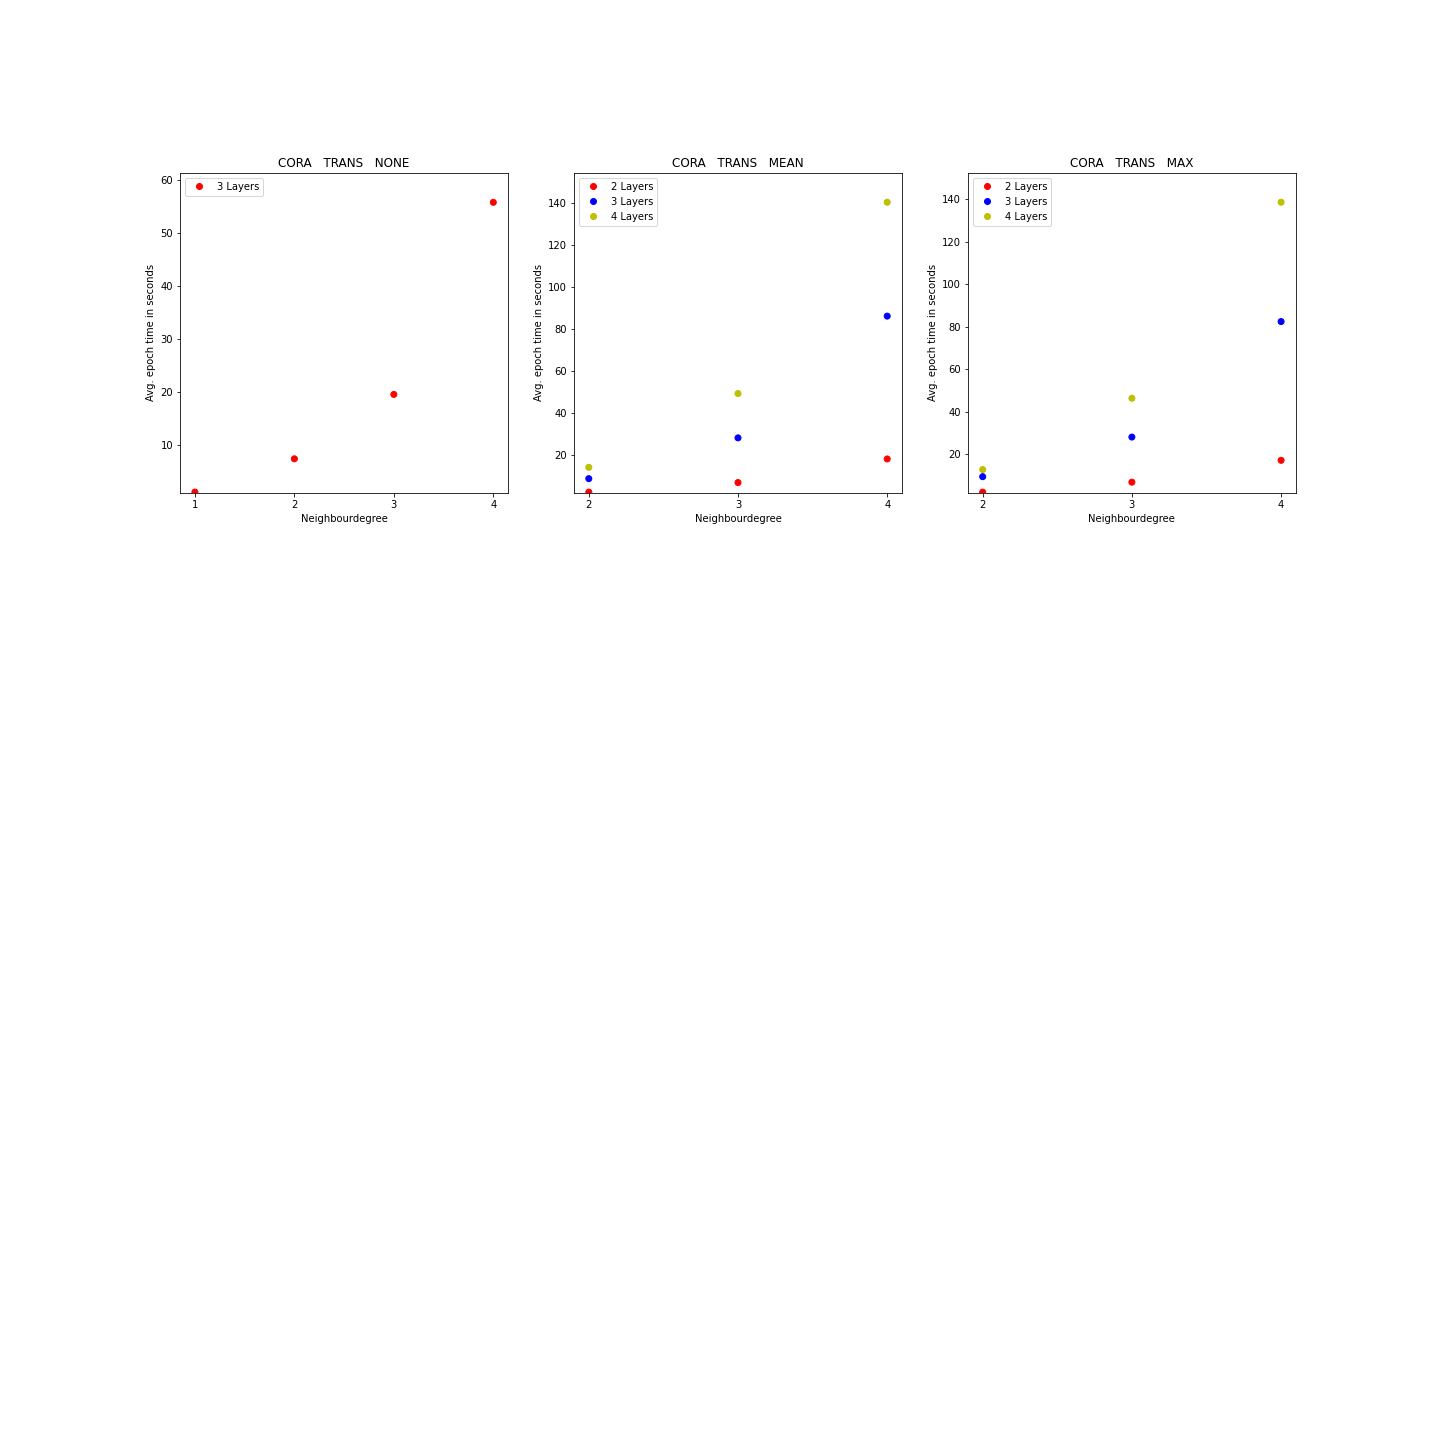 CORA   TRANS   NONE
3 Layers
60
50
40
30
20
10
Avg. epoch time in seconds
1 2 3 4
Neighbourdegree
CORA   TRANS   MEAN
2 Layers
3 Layers
4 Layers
140
120
100
80
60
40
20
Avg. epoch time in seconds
2 3 4
Neighbourdegree
CORA   TRANS   MAX
2 Layers
3 Layers
4 Layers
140
120
100
80
60
40
20
Avg. epoch time in seconds
2 3 4
Neighbourdegree